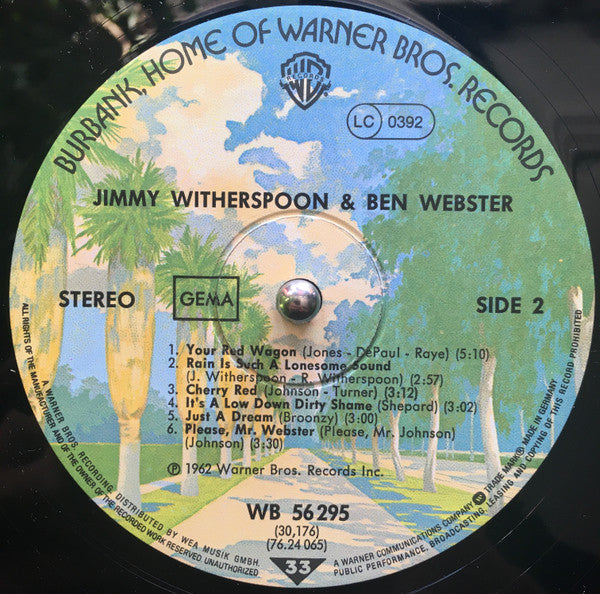 BURBANK, HOME OF WARNER BROS. RECORDS
RECORDS
LC 0392
JIMMY WITHERSPOON & BEN WEBSTER
STEREO
GEMA
SIDE 2
1. Your Red Wagon (Jones - DePaul - Raye) (5:10)
2. Rain Is Such A Lonesome Sound
(J. Witherspoon - R. Witherspoon) (2:57)
3. Cherry Red (Johnson - Turner) (3:12)
4. It's A Low Down Dirty Shame (Shepard) (3:02)
5. Just A Dream (Broonzy) (3:00)
6. Please, Mr. Webster (Please, Mr. Johnson)
(Johnson) (3:30)
Ⓟ 1962 Warner Bros. Records Inc.
WB 56 295
(30,176)
(76.24 065)
33
ALL RIGHTS OF THE MANUFACTURER AND OF THE OWNER OF THE RECORDED WORK RESERVED UNAUTHORIZED
PUBLIC PERFORMANCE, BROADCASTING, LEASING AND COPYING OF THIS RECORD PROHIBITED
A WARNER BROS. RECORDING DISTRIBUTED BY WEA MUSIK GMBH.
A WARNER COMMUNICATIONS COMPANY TRADE MARK MADE IN GERMANY